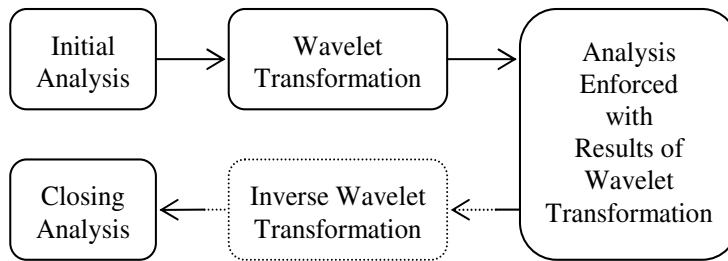 Initial
Analysis
Wavelet
Transformation
Analysis
Enforced
with
Results of
Wavelet
Transformation
Inverse Wavelet
Transformation
Closing
Analysis